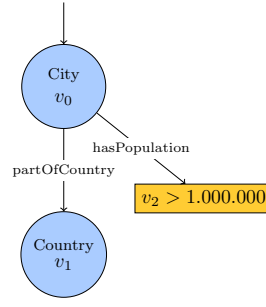 City
v₀
hasPopulation
partOfCountry
v₂ > 1.000.000
Country
v₁